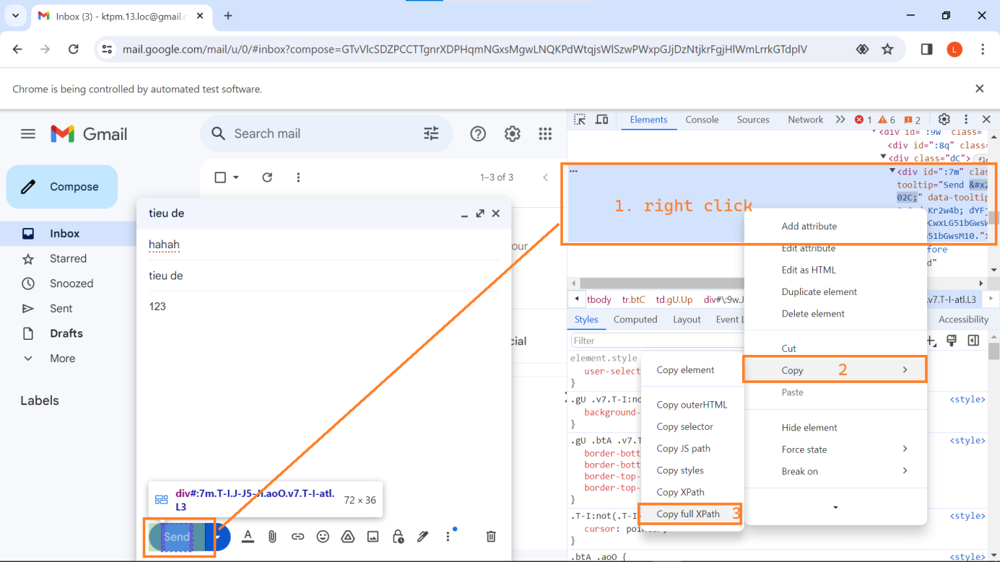 Inbox (3) - ktpm.13.loc@gmail.c
mail.google.com/mail/u/0/#inbox?compose=GTvVlcSDZPCCTTgnrXDPHqmNGxsMgwLNQKPdWtqjsWlSzwPWxpGJjDzNtjkrFgjHlWmLrrkGTdplV
L
Chrome is being controlled by automated test software.
Gmail
Search mail
Compose
1–3 of 3
Inbox
Starred
Snoozed
Sent
Drafts
More
Labels
tieu de
hahah
tieu de
123
our
cial
div#:7m.T-I.J-J5-Ji.aoO.v7.T-I-atl.
L3
72 × 36
Send
Elements
Console
Sources
Network
1
6
2
<div id=":9w" class=
<div id=":8q" class=
<div class="dC">
fle
<div id=":7m" clas
tooltip="Send &#x2
02C;" data-tooltip
Kr2w4b; dYFj
bCwxLG51bGwsW
51bGwsM10.">
fore
d"
1. right click
tbody
tr.btC
td.gU.Up
div#\:9w.J
.v7.T-I-atl.L3
Styles
Computed
Layout
Event L
Accessibility
Filter
element.style
user-select
}
.gU .v7.T-I:no
<style>
background-
}
.gU .btA .v7.T
<style>
border-bott
border-bott
border-top-
border-top-
}
.T-I:not(.T-I
<style>
cursor: pointer;
}
.btA .aoO {
<style>
Add attribute
Edit attribute
Edit as HTML
Duplicate element
Delete element
Cut
Copy
2
Paste
Hide element
Force state
Break on
Copy element
Copy outerHTML
Copy selector
Copy JS path
Copy styles
Copy XPath
Copy full XPath
3